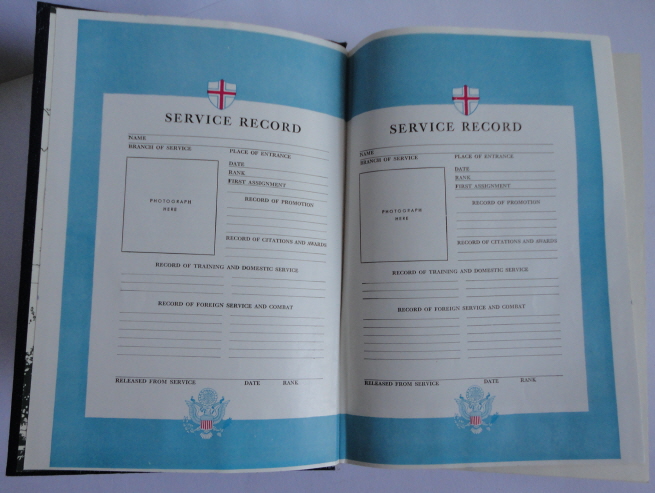 SERVICE RECORD
NAME
BRANCH OF SERVICE
PLACE OF ENTRANCE
DATE
RANK
FIRST ASSIGNMENT
PHOTOGRAPH
HERE
RECORD OF PROMOTION
RECORD OF CITATIONS AND AWARDS
RECORD OF TRAINING AND DOMESTIC SERVICE
RECORD OF FOREIGN SERVICE AND COMBAT
RELEASED FROM SERVICE DATE RANK
SERVICE RECORD
NAME
BRANCH OF SERVICE
PLACE OF ENTRANCE
DATE
RANK
FIRST ASSIGNMENT
PHOTOGRAPH
HERE
RECORD OF PROMOTION
RECORD OF CITATIONS AND AWARDS
RECORD OF TRAINING AND DOMESTIC SERVICE
RECORD OF FOREIGN SERVICE AND COMBAT
RELEASED FROM SERVICE DATE RANK